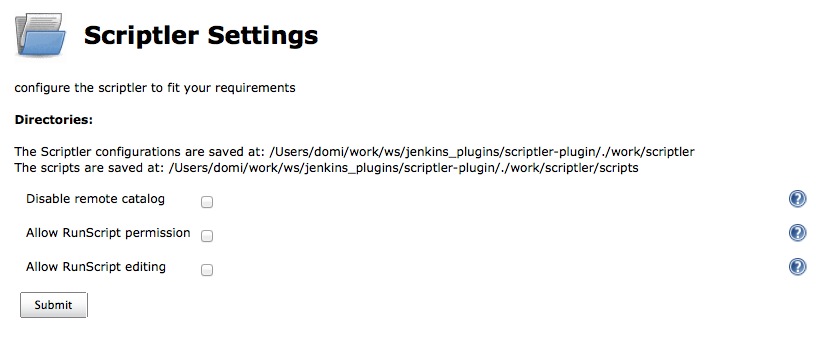 Scriptler Settings
configure the scriptler to fit your requirements
Directories:
The Scriptler configurations are saved at: /Users/domi/work/ws/jenkins_plugins/scriptler-plugin/./work/scriptler
The scripts are saved at: /Users/domi/work/ws/jenkins_plugins/scriptler-plugin/./work/scriptler/scripts
Disable remote catalog ?
Allow RunScript permission ?
Allow RunScript editing ?
Submit